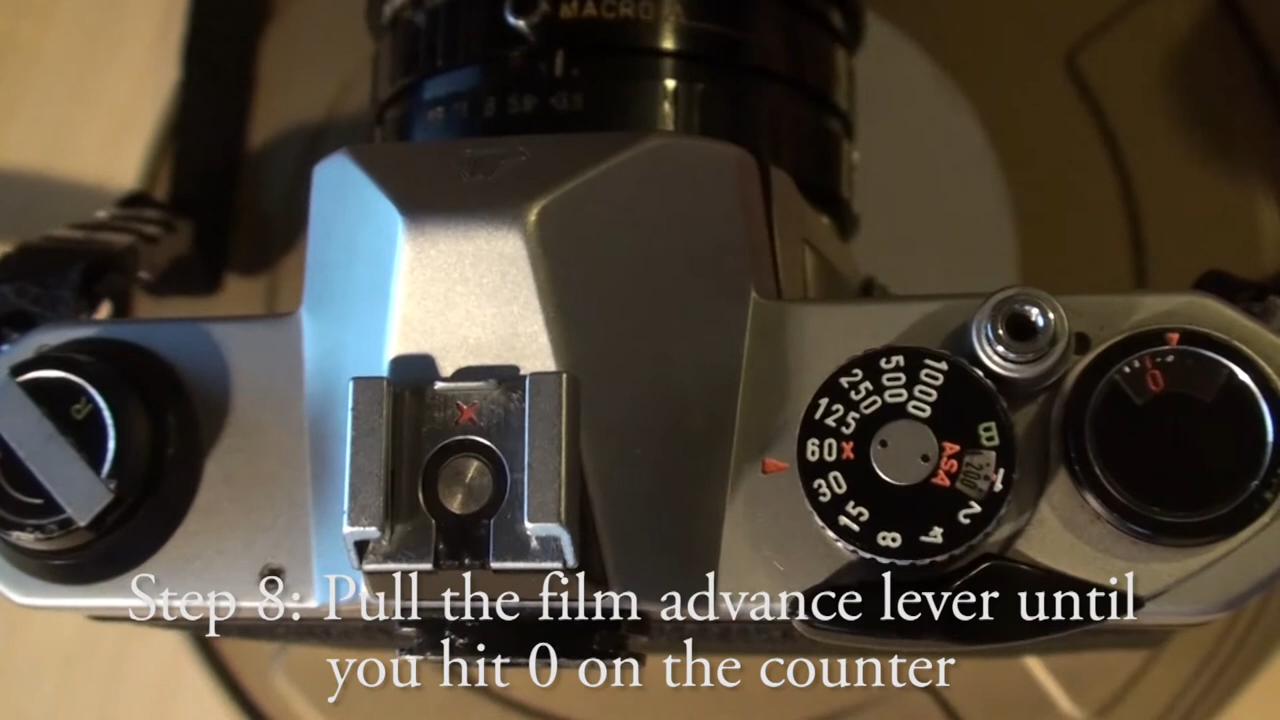 MACRO
R
X
1000
500
250
125
60 X
30
15
8
4
2
B
ASA
200
0
Step 8: Pull the film advance lever until
you hit 0 on the counter